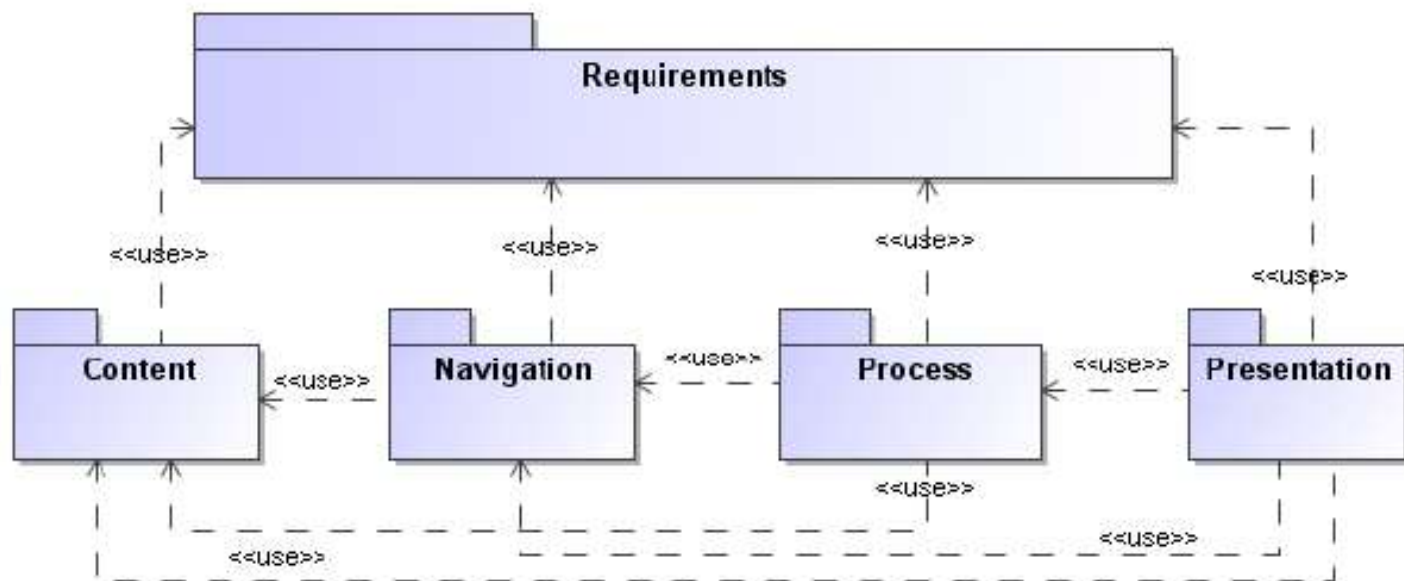 Requirements
<<use>>
<<use>>
<<use>>
<<use>>
Content
<<use>>
Navigation
<<use>>
Process
<<use>>
Presentation
<<use>>
<<use>>
<<use>>